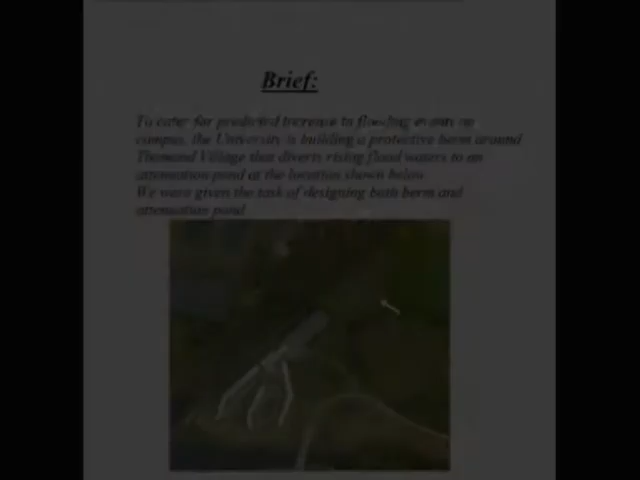 Brief:
To cater for predicted increase in flooding events on
campus, the University is building a protective berm around
Thomond Village that diverts rising flood waters to an
attenuation pond at the location shown below.
We were given the task of designing both berm and
attenuation pond